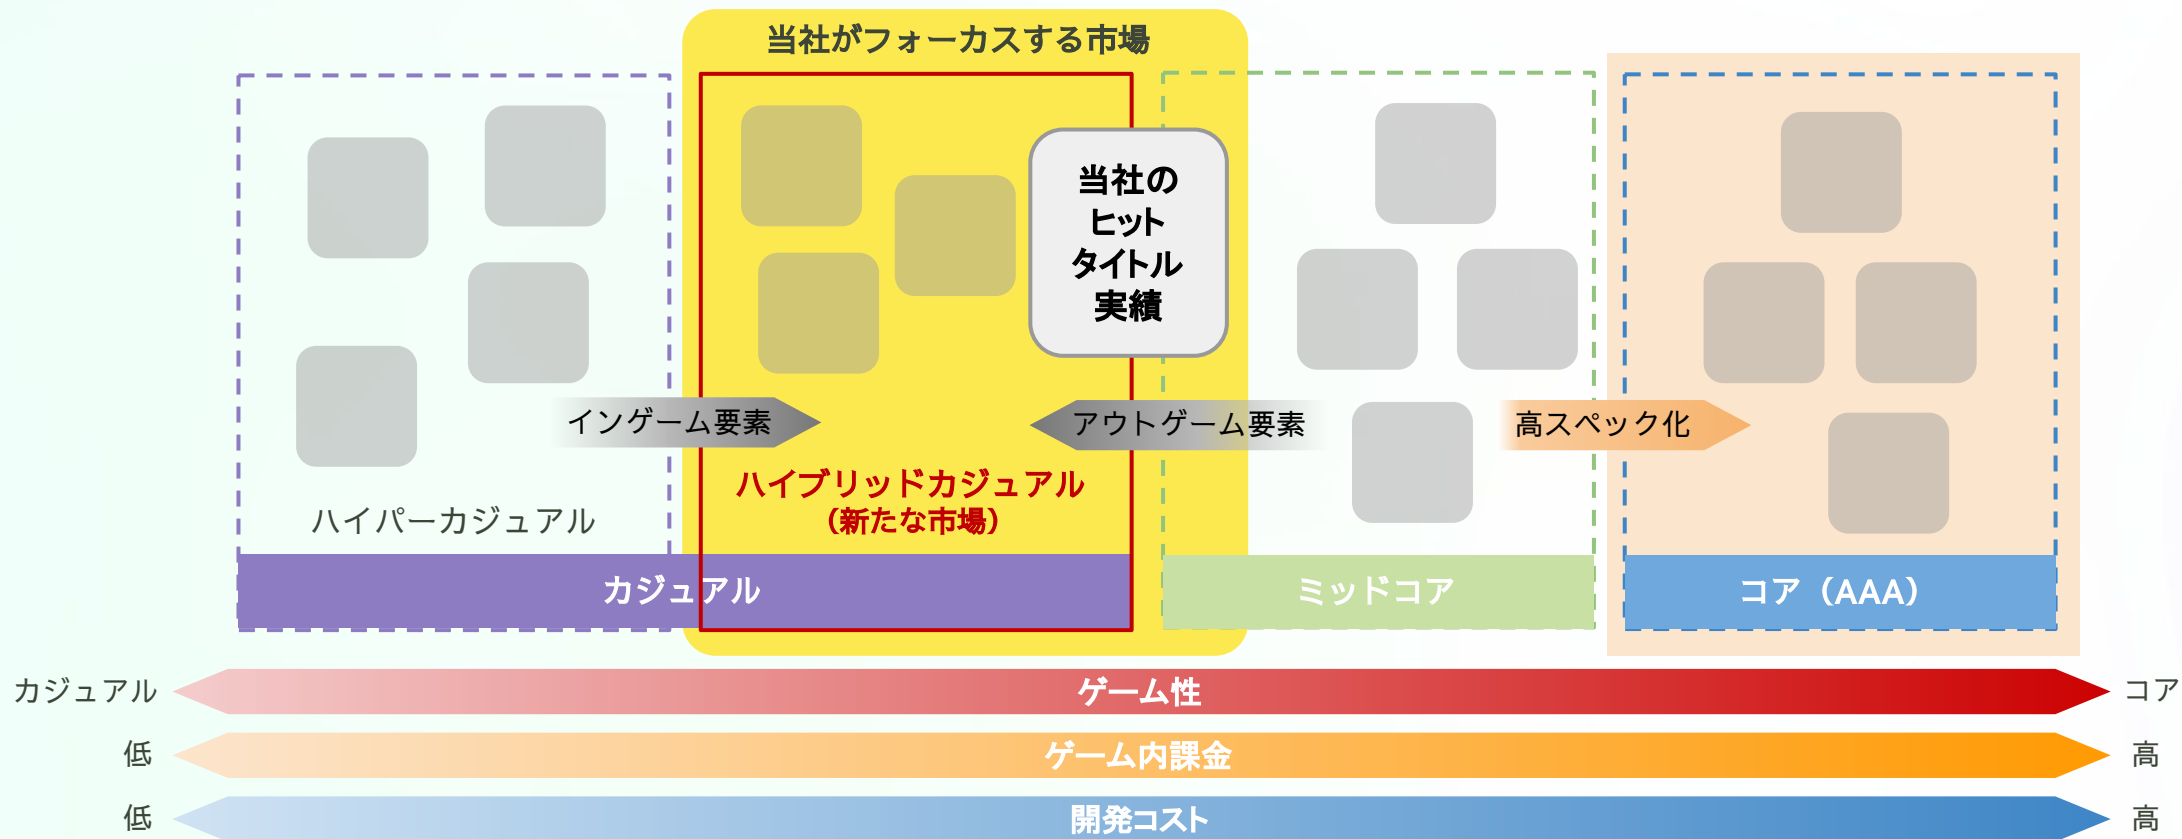 当社がフォーカスする市場
当社の
ヒット
タイトル
実績
インゲーム要素
アウトゲーム要素
高スペック化
ハイブリッドカジュアル
（新たな市場）
ハイパーカジュアル
カジュアル
ミッドコア
コア（AAA）
カジュアル
ゲーム性
コア
低
ゲーム内課金
高
低
開発コスト
高